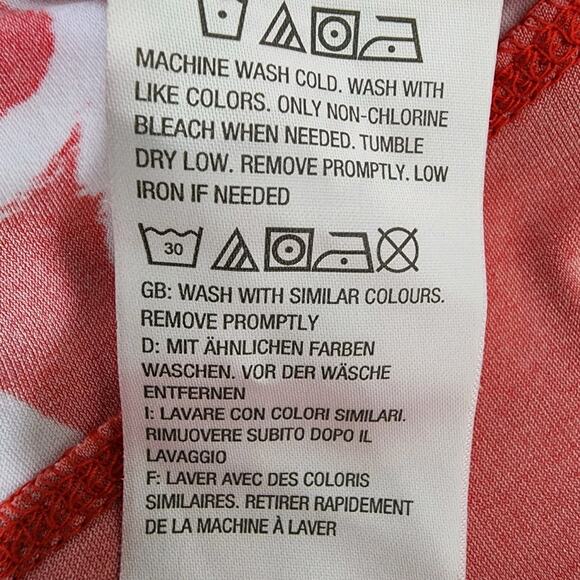 MACHINE WASH COLD. WASH WITH
LIKE COLORS. ONLY NON-CHLORINE
BLEACH WHEN NEEDED. TUMBLE
DRY LOW. REMOVE PROMPTLY. LOW
IRON IF NEEDED
30
GB: WASH WITH SIMILAR COLOURS.
REMOVE PROMPTLY
D: MIT ÄHNLICHEN FARBEN
WASCHEN. VOR DER WÄSCHE
ENTFERNEN
I: LAVARE CON COLORI SIMILARI.
RIMUOVERE SUBITO DOPO IL
LAVAGGIO
F: LAVER AVEC DES COLORIS
SIMILAIRES. RETIRER RAPIDEMENT
DE LA MACHINE À LAVER